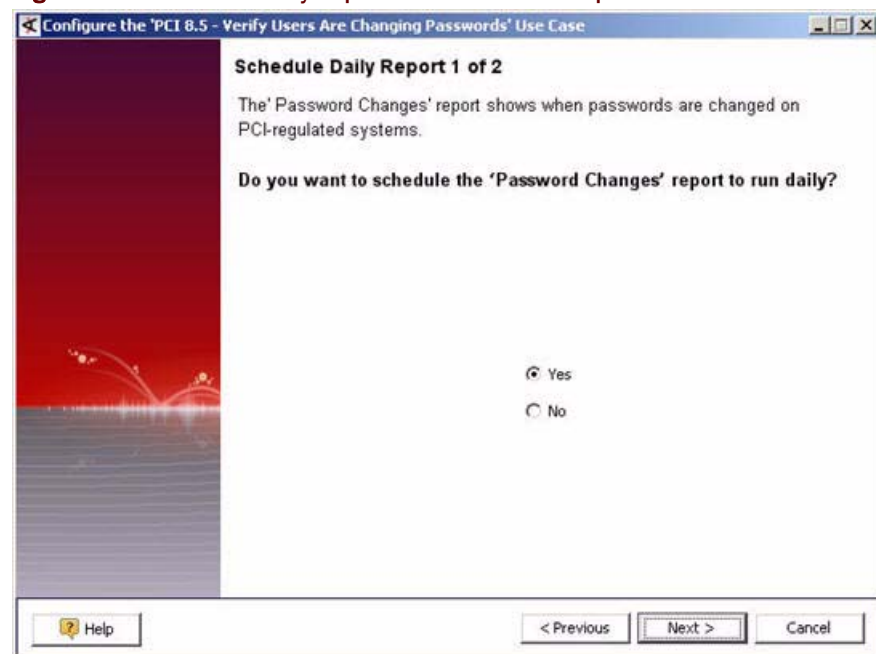 Configure the 'PCI 8.5 - Verify Users Are Changing Passwords' Use Case
Schedule Daily Report 1 of 2
The' Password Changes' report shows when passwords are changed on
PCI-regulated systems.
Do you want to schedule the ‘Password Changes’ report to run daily?
Yes
No
Help
< Previous
Next >
Cancel